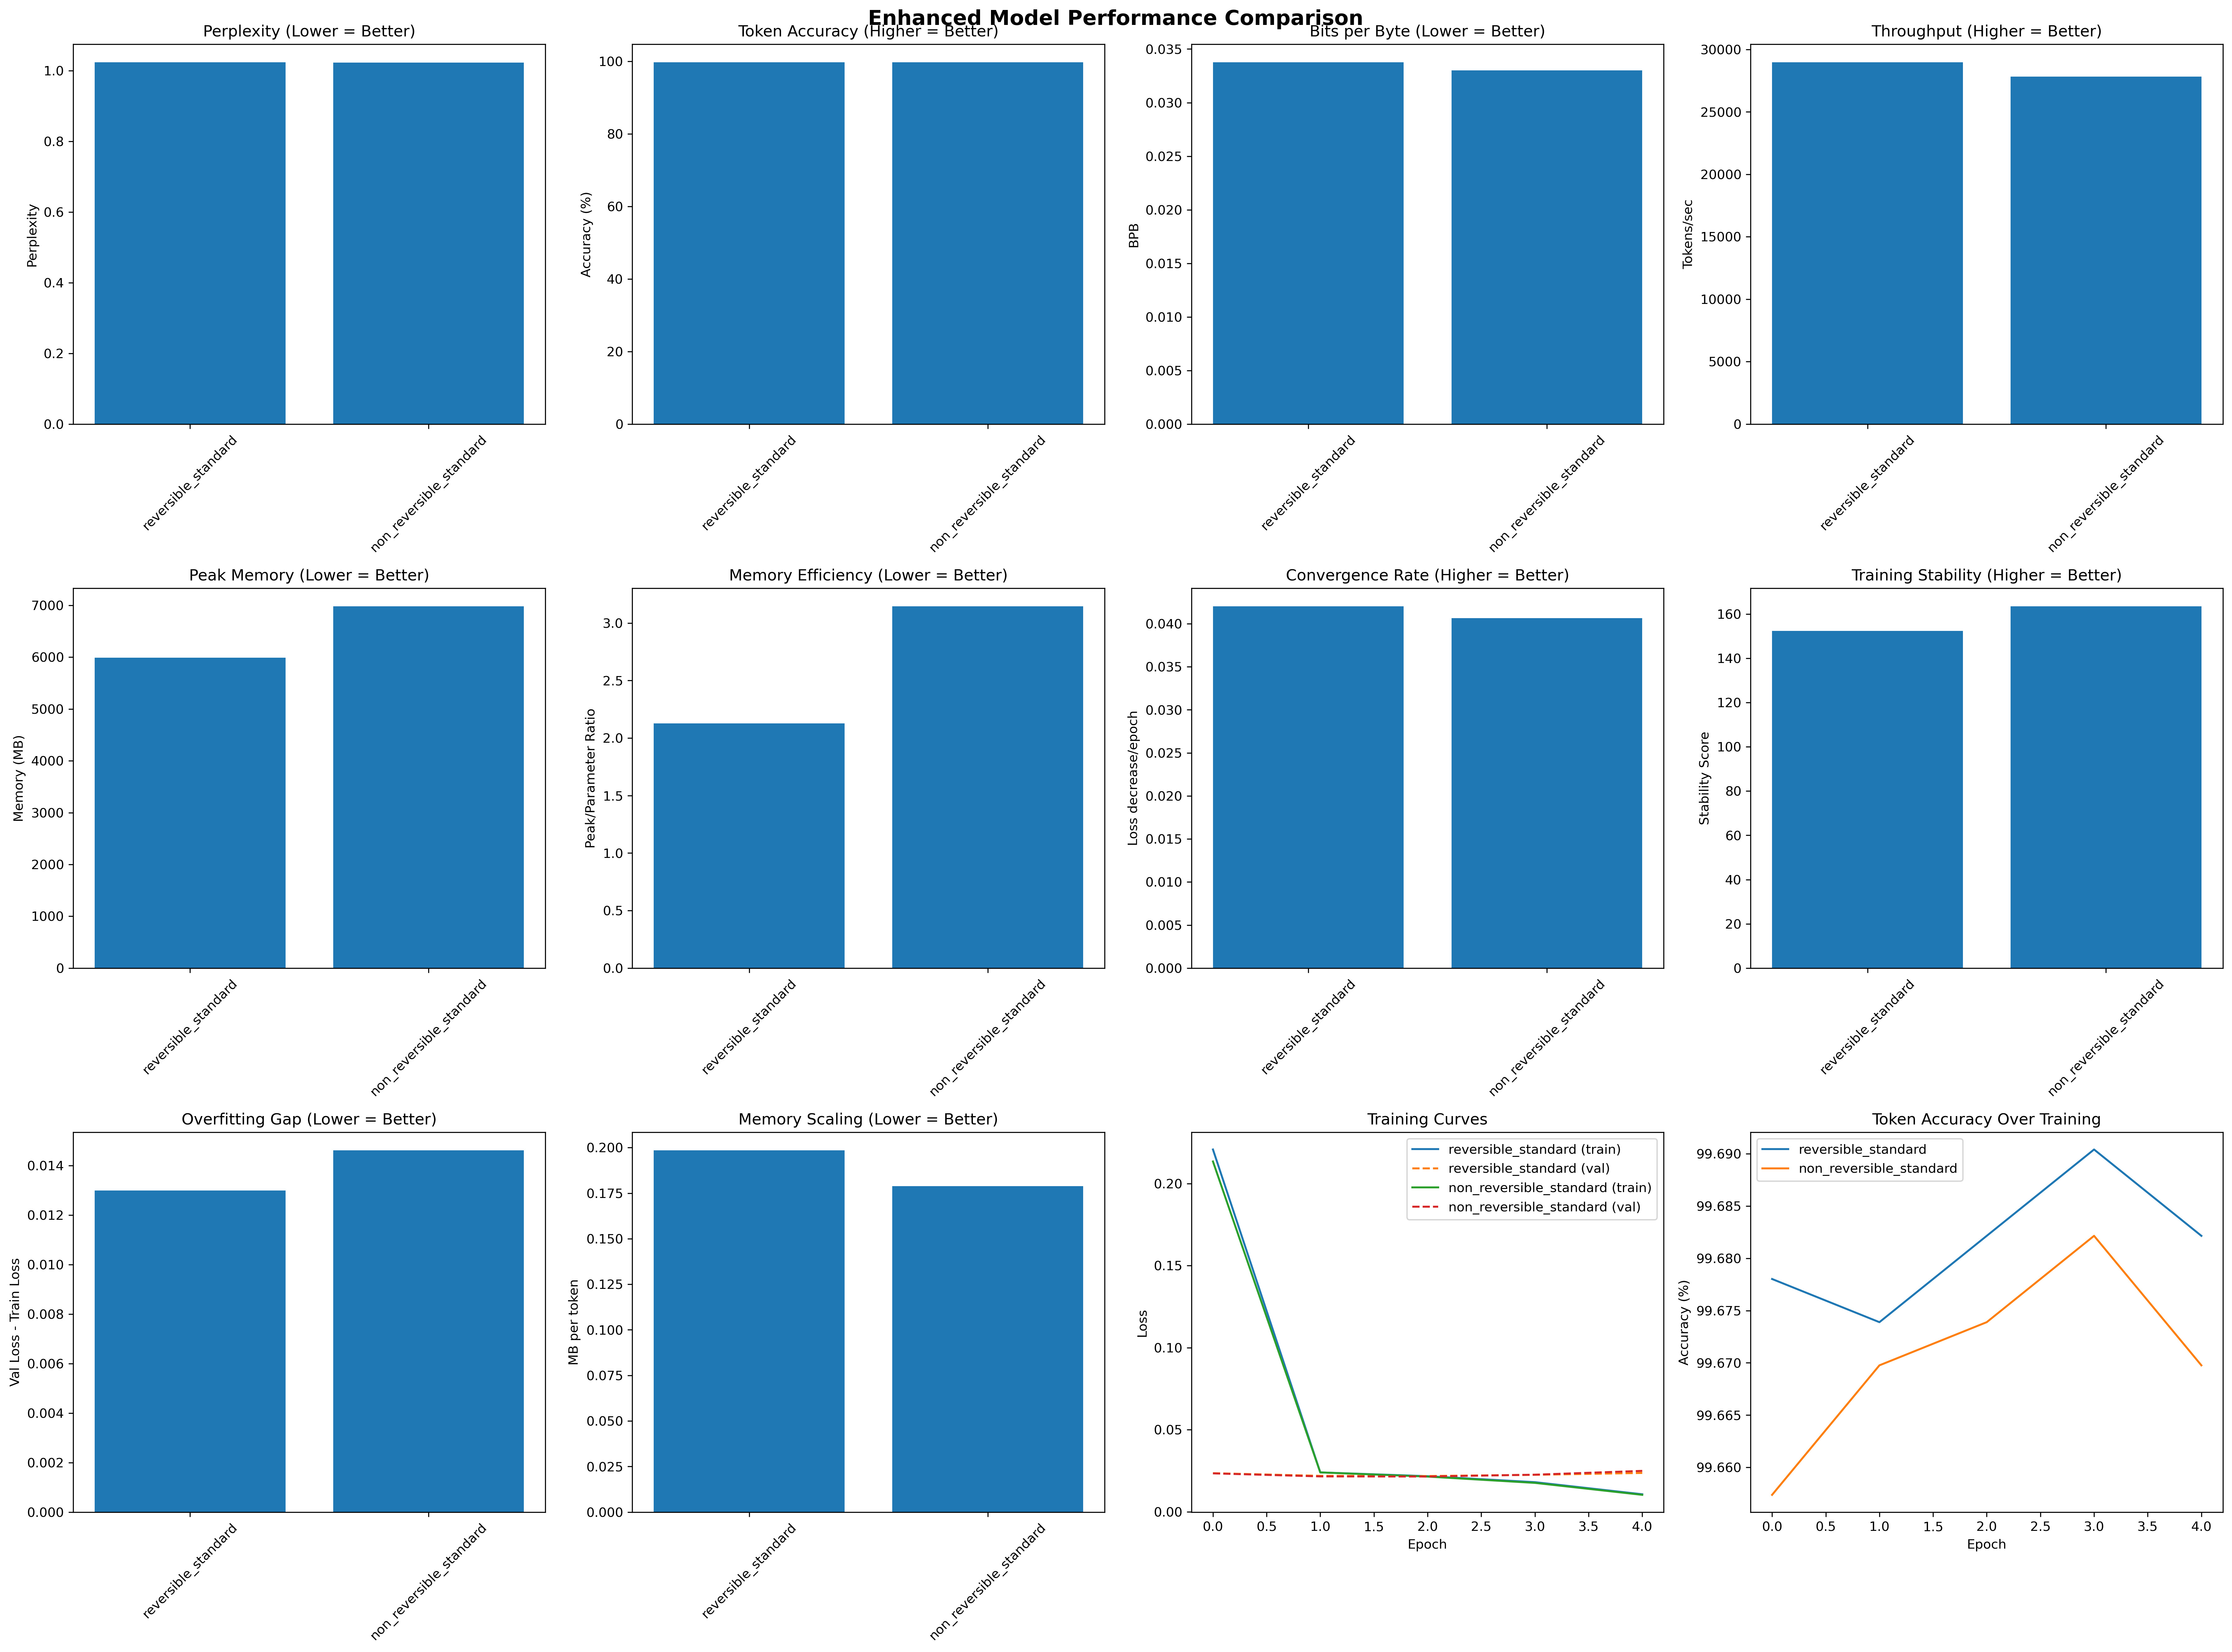 Enhanced Model Performance Comparison
Perplexity (Lower = Better)
Perplexity
1.0
0.8
0.6
0.4
0.2
0.0
reversible_standard
non_reversible_standard
Token Accuracy (Higher = Better)
Accuracy (%)
100
80
60
40
20
0
reversible_standard
non_reversible_standard
Bits per Byte (Lower = Better)
BPB
0.035
0.030
0.025
0.020
0.015
0.010
0.005
0.000
reversible_standard
non_reversible_standard
Throughput (Higher = Better)
Tokens/sec
30000
25000
20000
15000
10000
5000
0
reversible_standard
non_reversible_standard
Peak Memory (Lower = Better)
Memory (MB)
7000
6000
5000
4000
3000
2000
1000
0
reversible_standard
non_reversible_standard
Memory Efficiency (Lower = Better)
Peak/Parameter Ratio
3.0
2.5
2.0
1.5
1.0
0.5
0.0
reversible_standard
non_reversible_standard
Convergence Rate (Higher = Better)
Loss decrease/epoch
0.040
0.035
0.030
0.025
0.020
0.015
0.010
0.005
0.000
reversible_standard
non_reversible_standard
Training Stability (Higher = Better)
Stability Score
160
140
120
100
80
60
40
20
0
reversible_standard
non_reversible_standard
Overfitting Gap (Lower = Better)
Val Loss - Train Loss
0.014
0.012
0.010
0.008
0.006
0.004
0.002
0.000
reversible_standard
non_reversible_standard
Memory Scaling (Lower = Better)
MB per token
0.200
0.175
0.150
0.125
0.100
0.075
0.050
0.025
0.000
reversible_standard
non_reversible_standard
Training Curves
reversible_standard (train)
reversible_standard (val)
non_reversible_standard (train)
non_reversible_standard (val)
Loss
0.20
0.15
0.10
0.05
0.00
0.0 0.5 1.0 1.5 2.0 2.5 3.0 3.5 4.0
Epoch
Token Accuracy Over Training
reversible_standard
non_reversible_standard
Accuracy (%)
99.690
99.685
99.680
99.675
99.670
99.665
99.660
0.0 0.5 1.0 1.5 2.0 2.5 3.0 3.5 4.0
Epoch